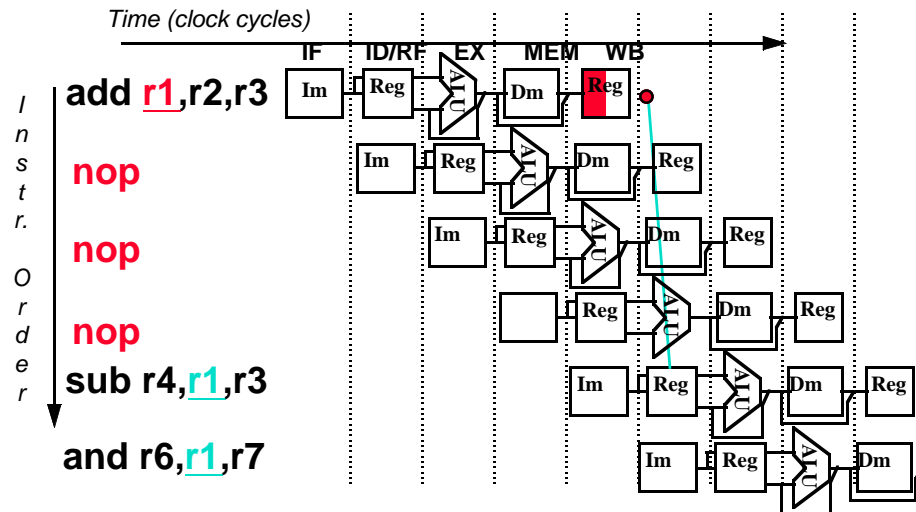 Time (clock cycles)
IF ID/RF EX MEM WB
Instr. Order
add r1,r2,r3
Im Reg ALU Dm Reg
nop
Im Reg ALU Dm Reg
nop
Im Reg ALU Dm Reg
nop
Reg ALU Dm Reg
sub r4,r1,r3
Im Reg ALU Dm Reg
and r6,r1,r7
Im Reg ALU Dm